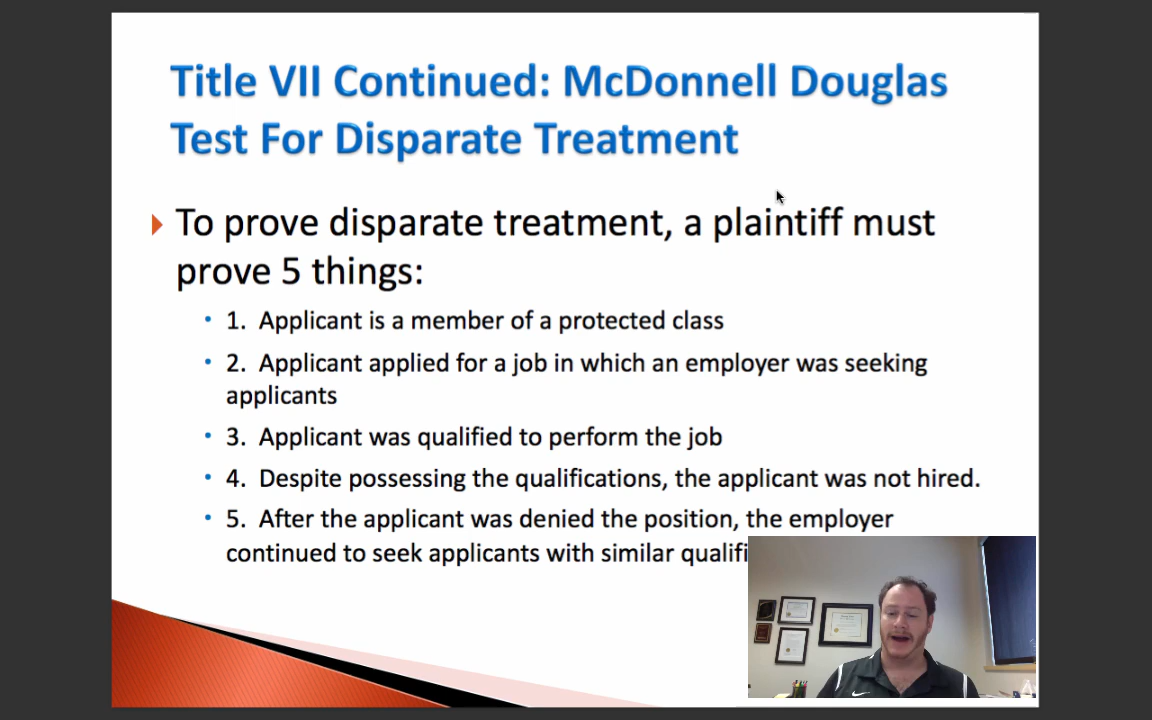 Title VII Continued: McDonnell Douglas
Test For Disparate Treatment
To prove disparate treatment, a plaintiff must
prove 5 things:
1. Applicant is a member of a protected class
2. Applicant applied for a job in which an employer was seeking
applicants
3. Applicant was qualified to perform the job
4. Despite possessing the qualifications, the applicant was not hired.
5. After the applicant was denied the position, the employer
continued to seek applicants with similar